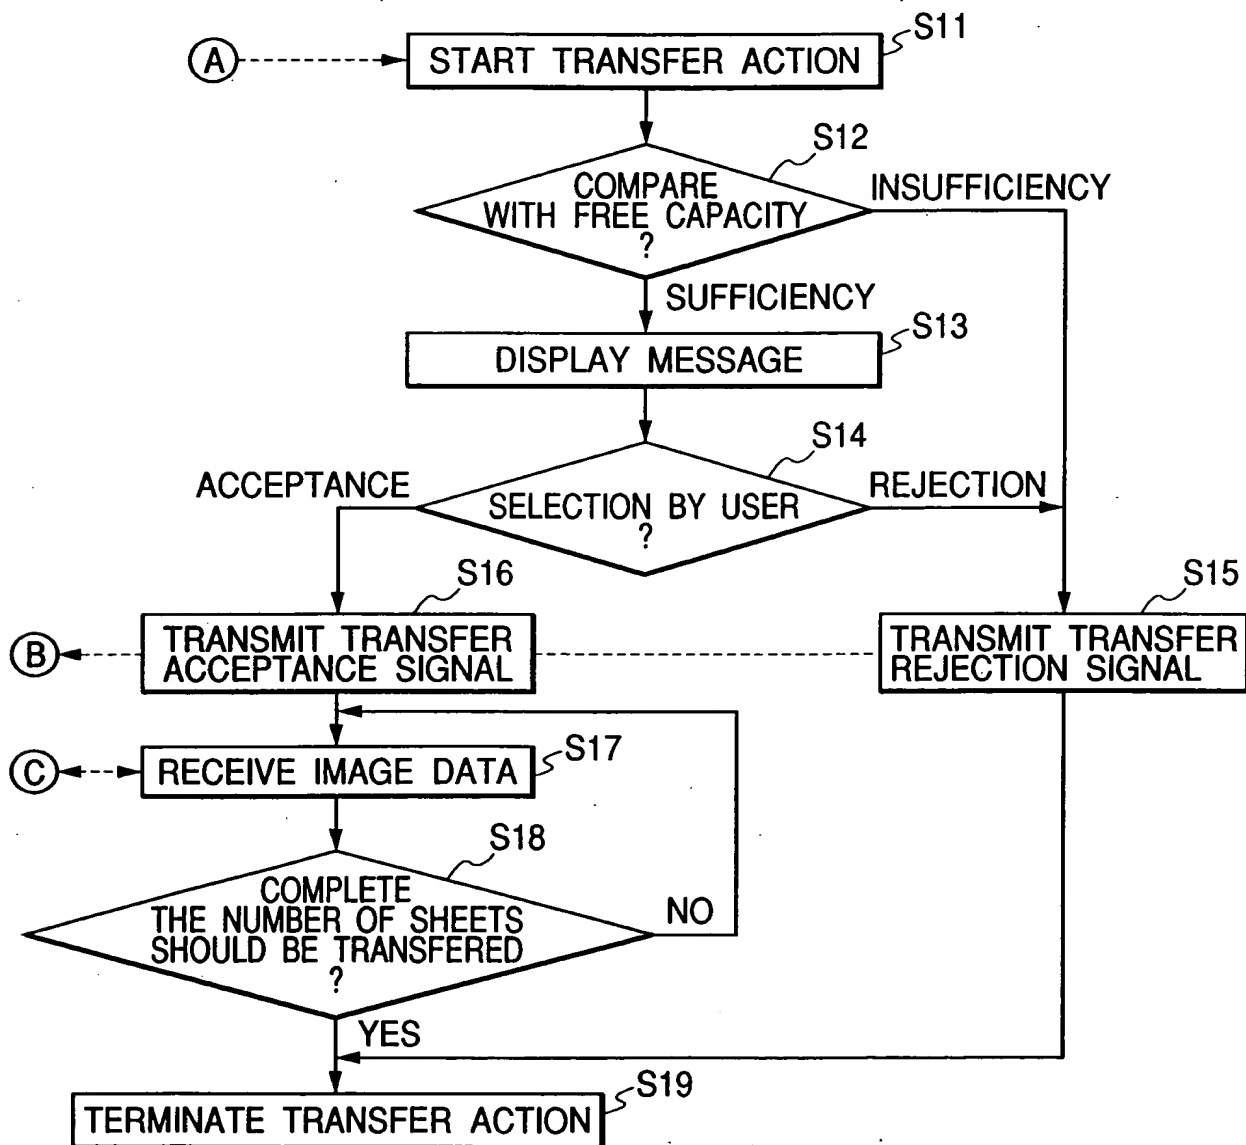 S11
A
START TRANSFER ACTION
S12
COMPARE
WITH FREE CAPACITY
?
INSUFFICIENCY
SUFFICIENCY
S13
DISPLAY MESSAGE
S14
ACCEPTANCE
SELECTION BY USER
?
REJECTION
S16
S15
B
TRANSMIT TRANSFER
ACCEPTANCE SIGNAL
TRANSMIT TRANSFER
REJECTION SIGNAL
S17
C
RECEIVE IMAGE DATA
S18
COMPLETE
THE NUMBER OF SHEETS
SHOULD BE TRANSFERED
?
NO
YES
S19
TERMINATE TRANSFER ACTION